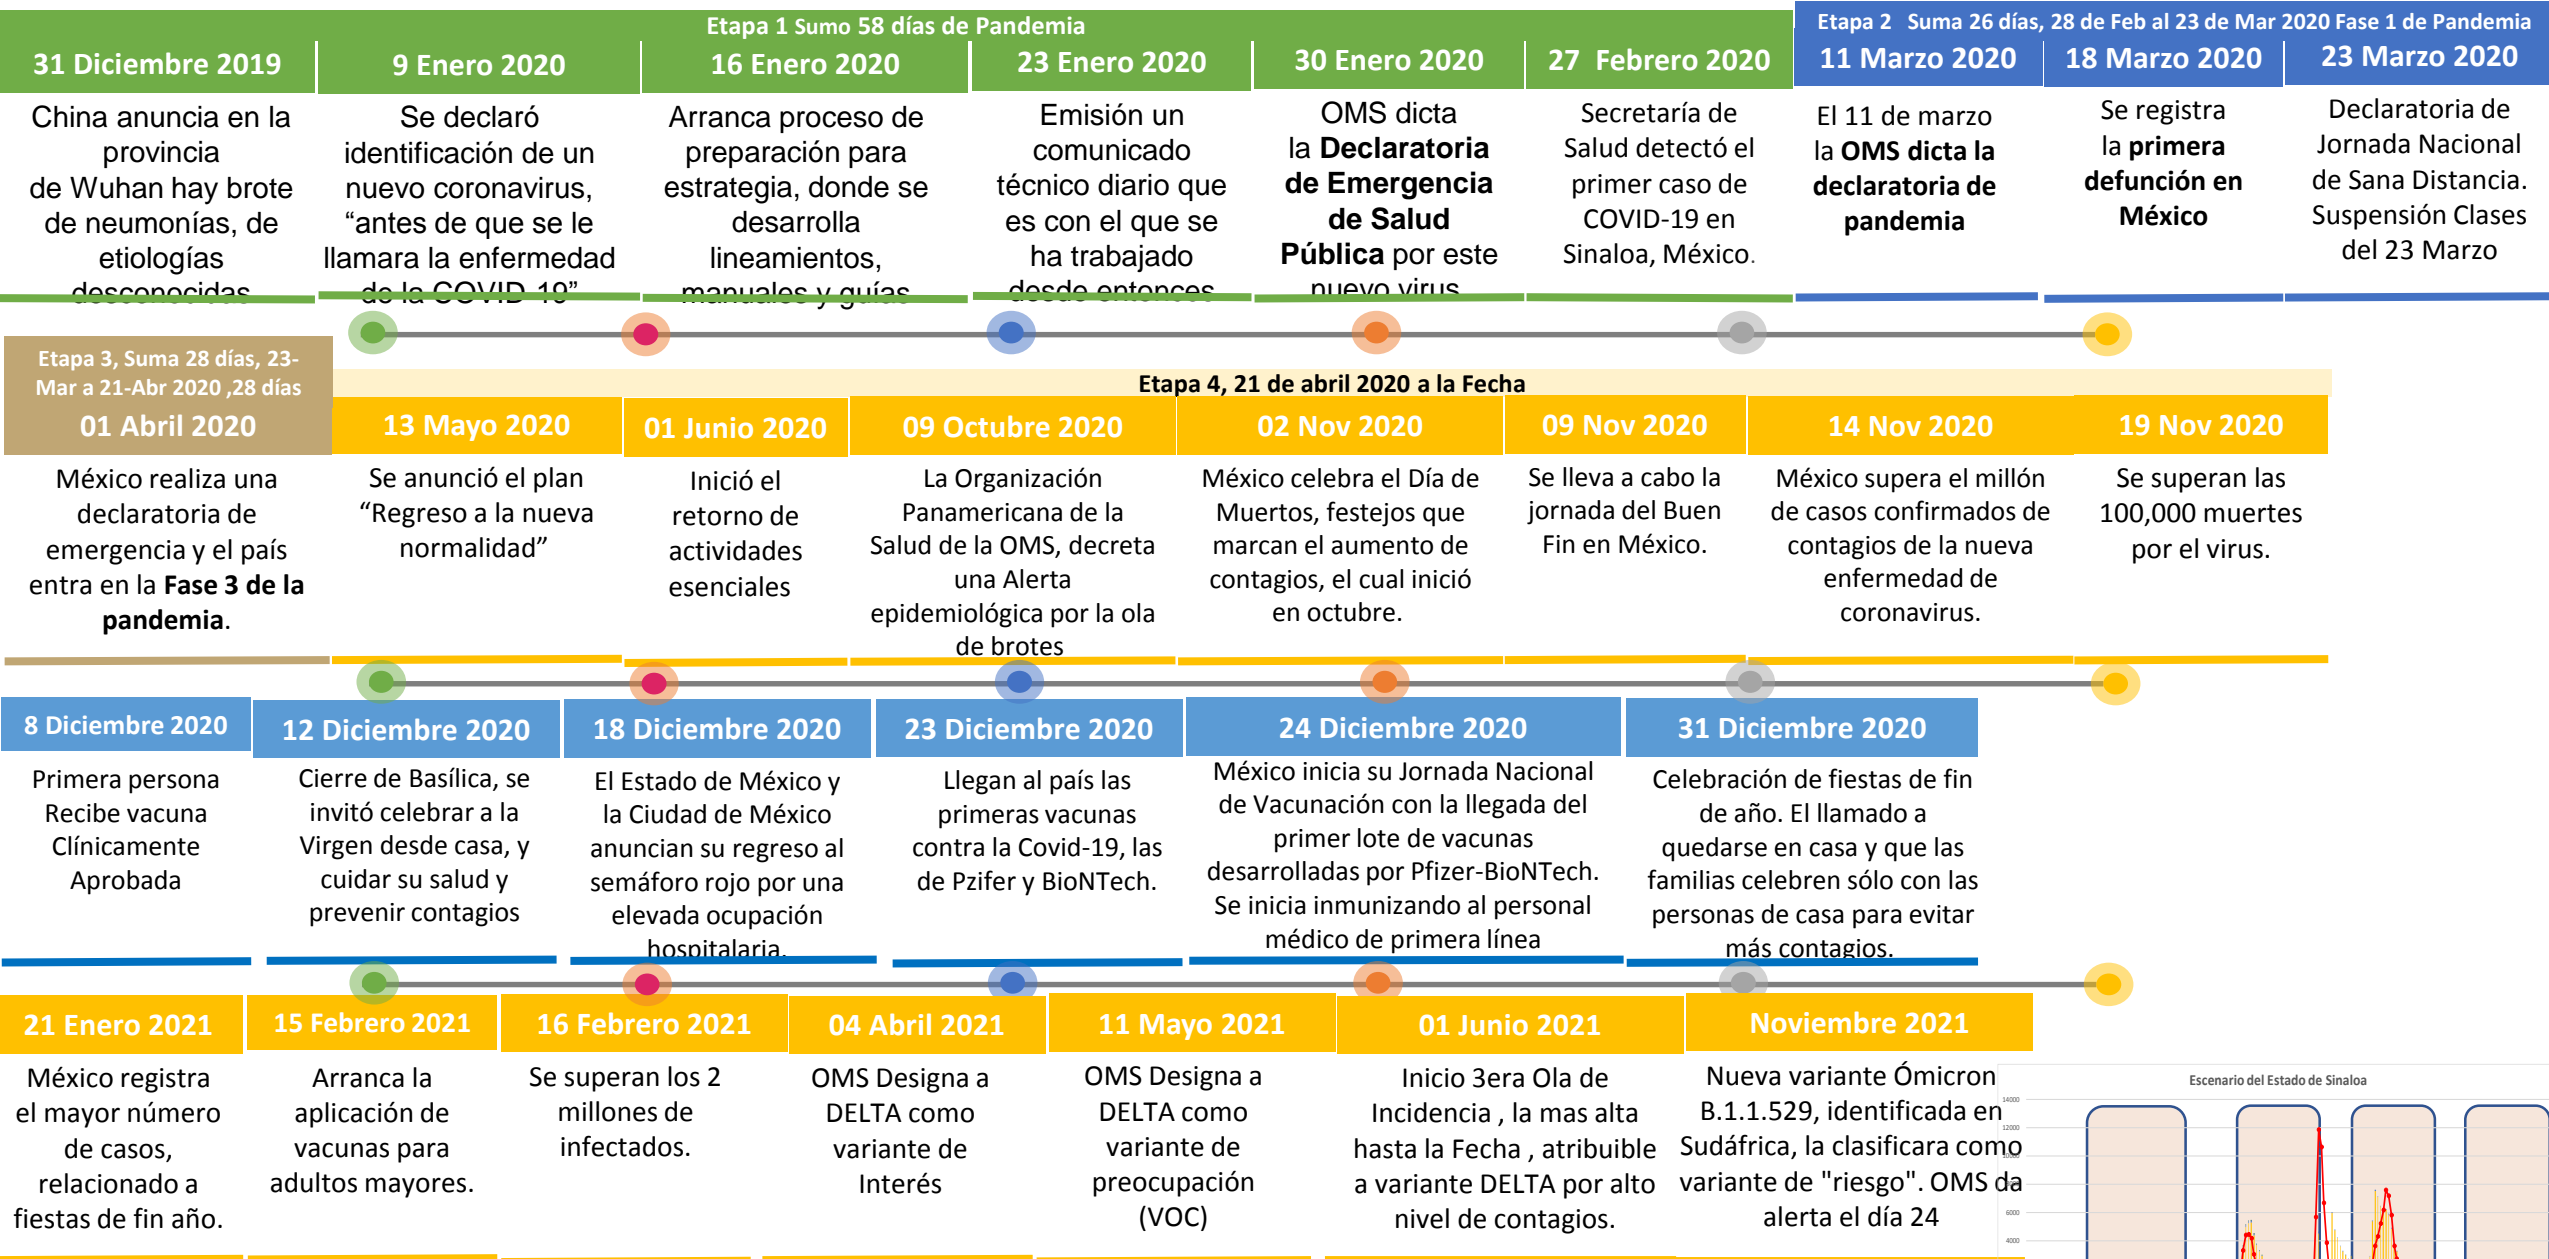 Etapa 1 Sumo 58 días de Pandemia
Etapa 2 Suma 26 días, 28 de Feb al 23 de Mar 2020 Fase 1 de Pandemia
31 Diciembre 2019
China anuncia en la
provincia
de Wuhan hay brote
de neumonías, de
etiologías
desconocidas
9 Enero 2020
Se declaró
identificación de un
nuevo coronavirus,
“antes de que se le
llamara la enfermedad
de la COVID-19”
16 Enero 2020
Arranca proceso de
preparación para
estrategia, donde se
desarrolla
lineamientos,
manuales y guías
23 Enero 2020
Emisión un
comunicado
técnico diario que
es con el que se
ha trabajado
desde entonces
30 Enero 2020
OMS dicta
la Declaratoria
de Emergencia
de Salud
Pública por este
nuevo virus
27 Febrero 2020
Secretaría de
Salud detectó el
primer caso de
COVID-19 en
Sinaloa, México.
11 Marzo 2020
El 11 de marzo
la OMS dicta la
declaratoria de
pandemia
18 Marzo 2020
Se registra
la primera
defunción en
México
23 Marzo 2020
Declaratoria de
Jornada Nacional
de Sana Distancia.
Suspensión Clases
del 23 Marzo
Etapa 3, Suma 28 días, 23-
Mar a 21-Abr 2020 ,28 días
01 Abril 2020
México realiza una
declaratoria de
emergencia y el país
entra en la Fase 3 de la
pandemia.
Etapa 4, 21 de abril 2020 a la Fecha
13 Mayo 2020
Se anunció el plan
“Regreso a la nueva
normalidad”
01 Junio 2020
Inició el
retorno de
actividades
esenciales
09 Octubre 2020
La Organización
Panamericana de la
Salud de la OMS, decreta
una Alerta
epidemiológica por la ola
de brotes
02 Nov 2020
México celebra el Día de
Muertos, festejos que
marcan el aumento de
contagios, el cual inició
en octubre.
09 Nov 2020
Se lleva a cabo la
jornada del Buen
Fin en México.
14 Nov 2020
México supera el millón
de casos confirmados de
contagios de la nueva
enfermedad de
coronavirus.
19 Nov 2020
Se superan las
100,000 muertes
por el virus.
8 Diciembre 2020
Primera persona
Recibe vacuna
Clínicamente
Aprobada
12 Diciembre 2020
Cierre de Basílica, se
invitó celebrar a la
Virgen desde casa, y
cuidar su salud y
prevenir contagios
18 Diciembre 2020
El Estado de México y
la Ciudad de México
anuncian su regreso al
semáforo rojo por una
elevada ocupación
hospitalaria.
23 Diciembre 2020
Llegan al país las
primeras vacunas
contra la Covid-19, las
de Pzifer y BioNTech.
24 Diciembre 2020
México inicia su Jornada Nacional
de Vacunación con la llegada del
primer lote de vacunas
desarrolladas por Pfizer-BioNTech.
Se inicia inmunizando al personal
médico de primera línea
31 Diciembre 2020
Celebración de fiestas de fin
de año. El llamado a
quedarse en casa y que las
familias celebren sólo con las
personas de casa para evitar
más contagios.
21 Enero 2021
México registra
el mayor número
de casos,
relacionado a
fiestas de fin año.
15 Febrero 2021
Arranca la
aplicación de
vacunas para
adultos mayores.
16 Febrero 2021
Se superan los 2
millones de
infectados.
04 Abril 2021
OMS Designa a
DELTA como
variante de
Interés
11 Mayo 2021
OMS Designa a
DELTA como
variante de
preocupación
(VOC)
01 Junio 2021
Inicio 3era Ola de
Incidencia , la mas alta
hasta la Fecha , atribuible
a variante DELTA por alto
nivel de contagios.
Noviembre 2021
Nueva variante Ómicron
B.1.1.529, identificada en
Sudáfrica, la clasificara como
variante de "riesgo". OMS da
alerta el día 24
Escenario del Estado de Sinaloa
14000
12000
6000
4000